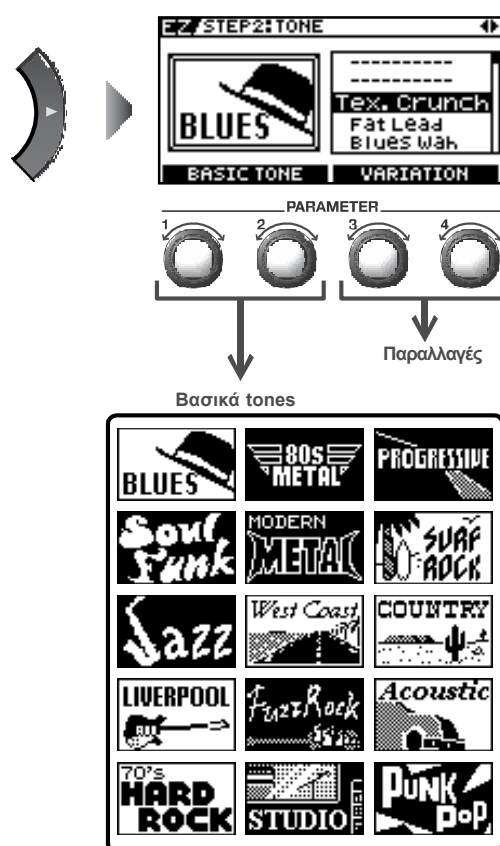 EZ/STEP2:TONE
BLUES
----------
----------
Tex. Crunch
Fat Lead
Blues Wah
BASIC TONE
VARIATION
PARAMETER
1 2 3 4
Παραλλαγές
Βασικά tones
BLUES
80s METAL
PROGRESSIVE
Soul Funk
MODERN METAL
SURF ROCK
Jazz
West Coast
COUNTRY
LIVERPOOL
Fuzz Rock
Acoustic
70's HARD ROCK
STUDIO
PUNK POP